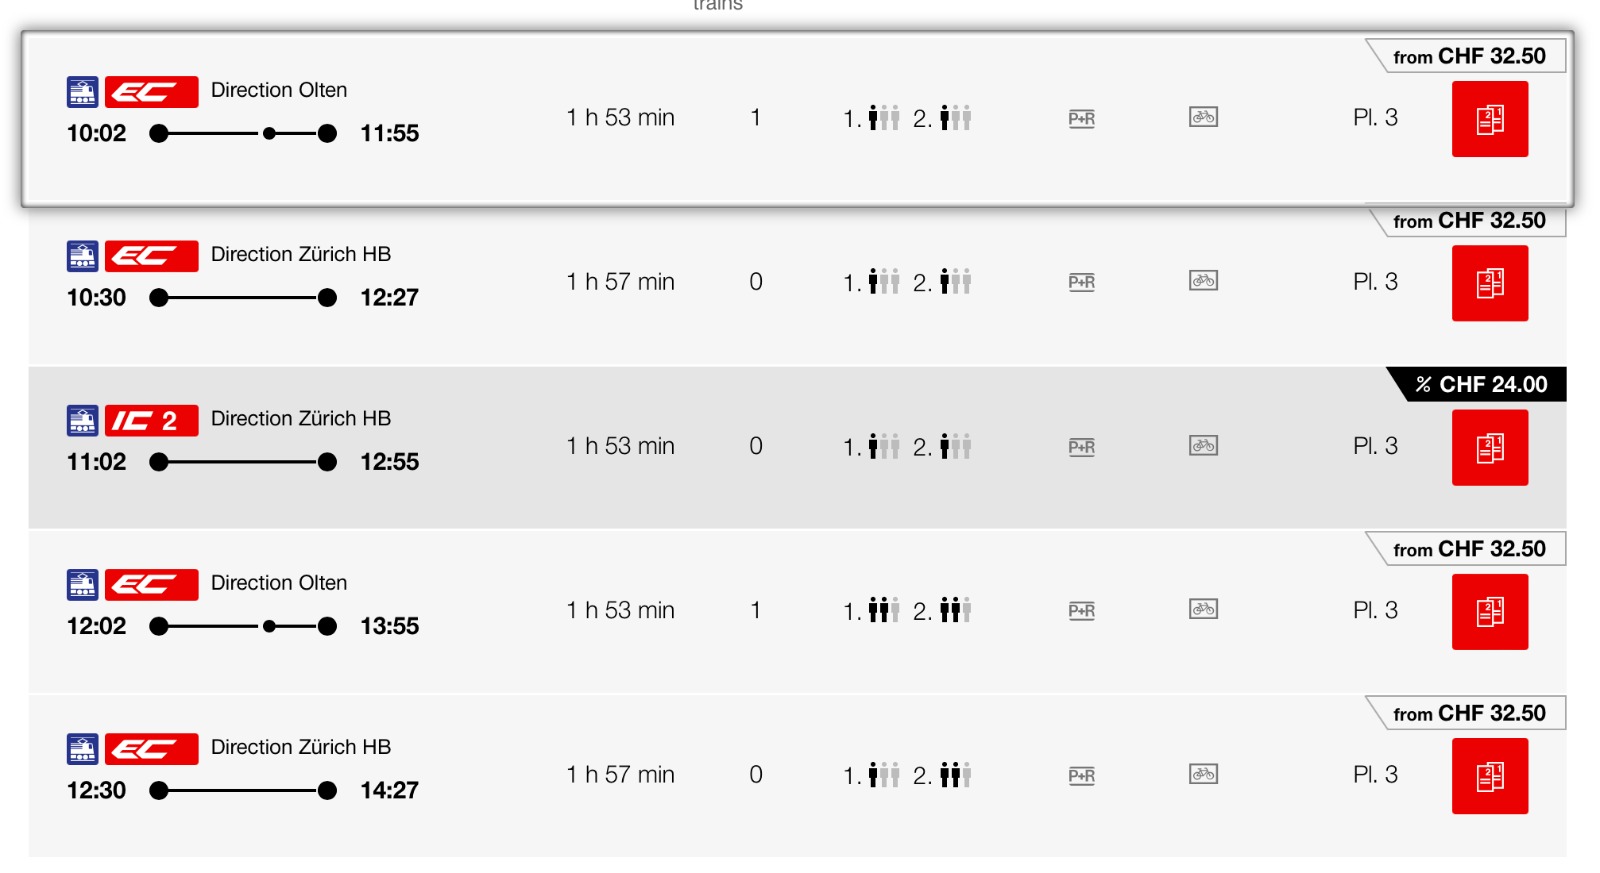 trains
from CHF 32.50
EC Direction Olten
10:02 11:55 1 h 53 min 1 1. 2. P+R Pl. 3
from CHF 32.50
EC Direction Zürich HB
10:30 12:27 1 h 57 min 0 1. 2. P+R Pl. 3
% CHF 24.00
IC 2 Direction Zürich HB
11:02 12:55 1 h 53 min 0 1. 2. P+R Pl. 3
from CHF 32.50
EC Direction Olten
12:02 13:55 1 h 53 min 1 1. 2. P+R Pl. 3
from CHF 32.50
EC Direction Zürich HB
12:30 14:27 1 h 57 min 0 1. 2. P+R Pl. 3